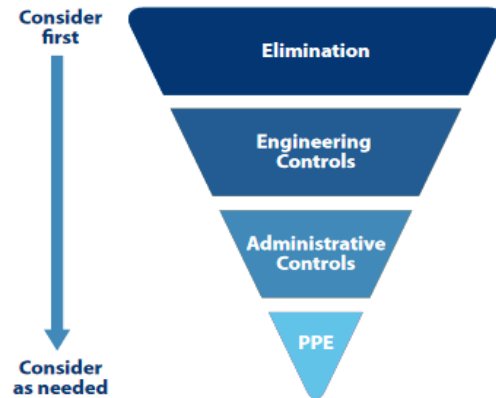 Consider
first
Elimination
Engineering
Controls
Administrative
Controls
PPE
Consider
as needed